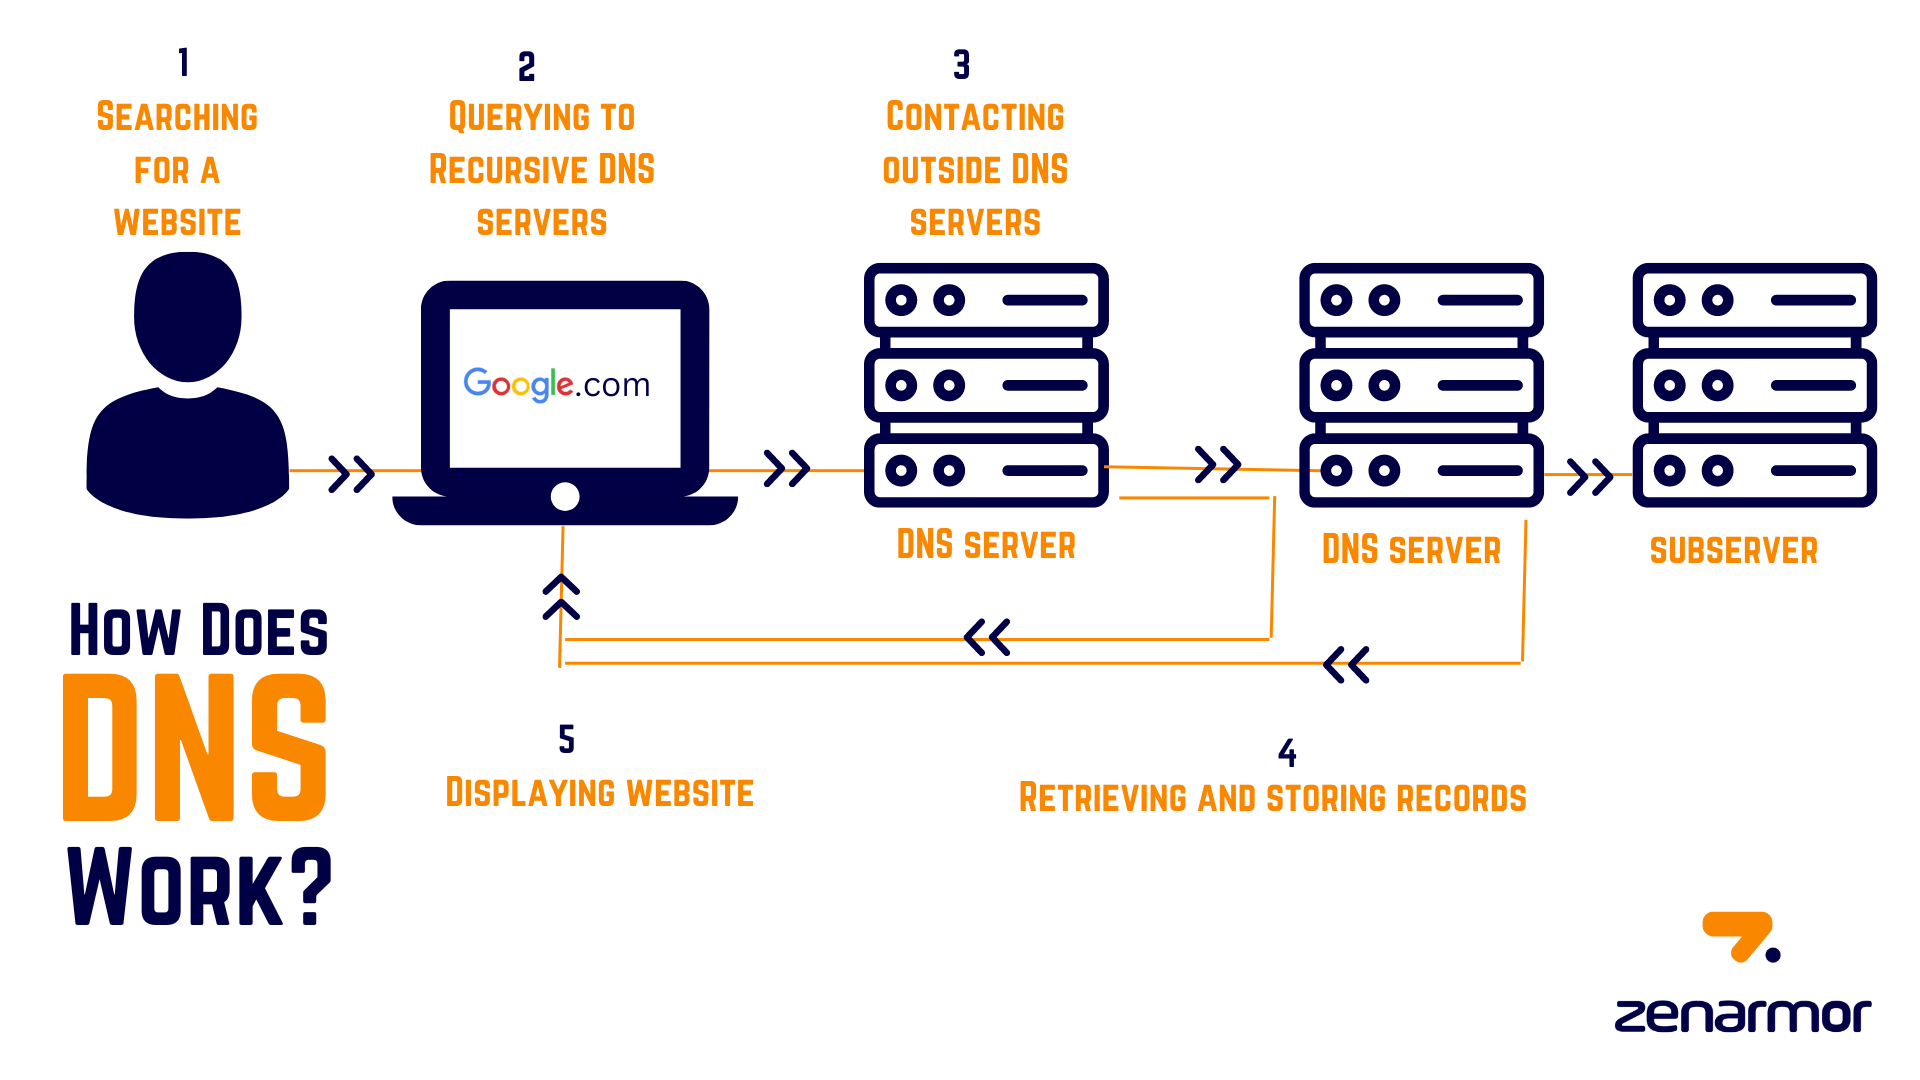 1
Searching
for a
website
2
Querying to
Recursive DNS
servers
3
Contacting
outside DNS
servers
Google.com
DNS server
DNS server
subserver
How Does
DNS
Work?
5
Displaying website
4
Retrieving and storing records
zenarmor